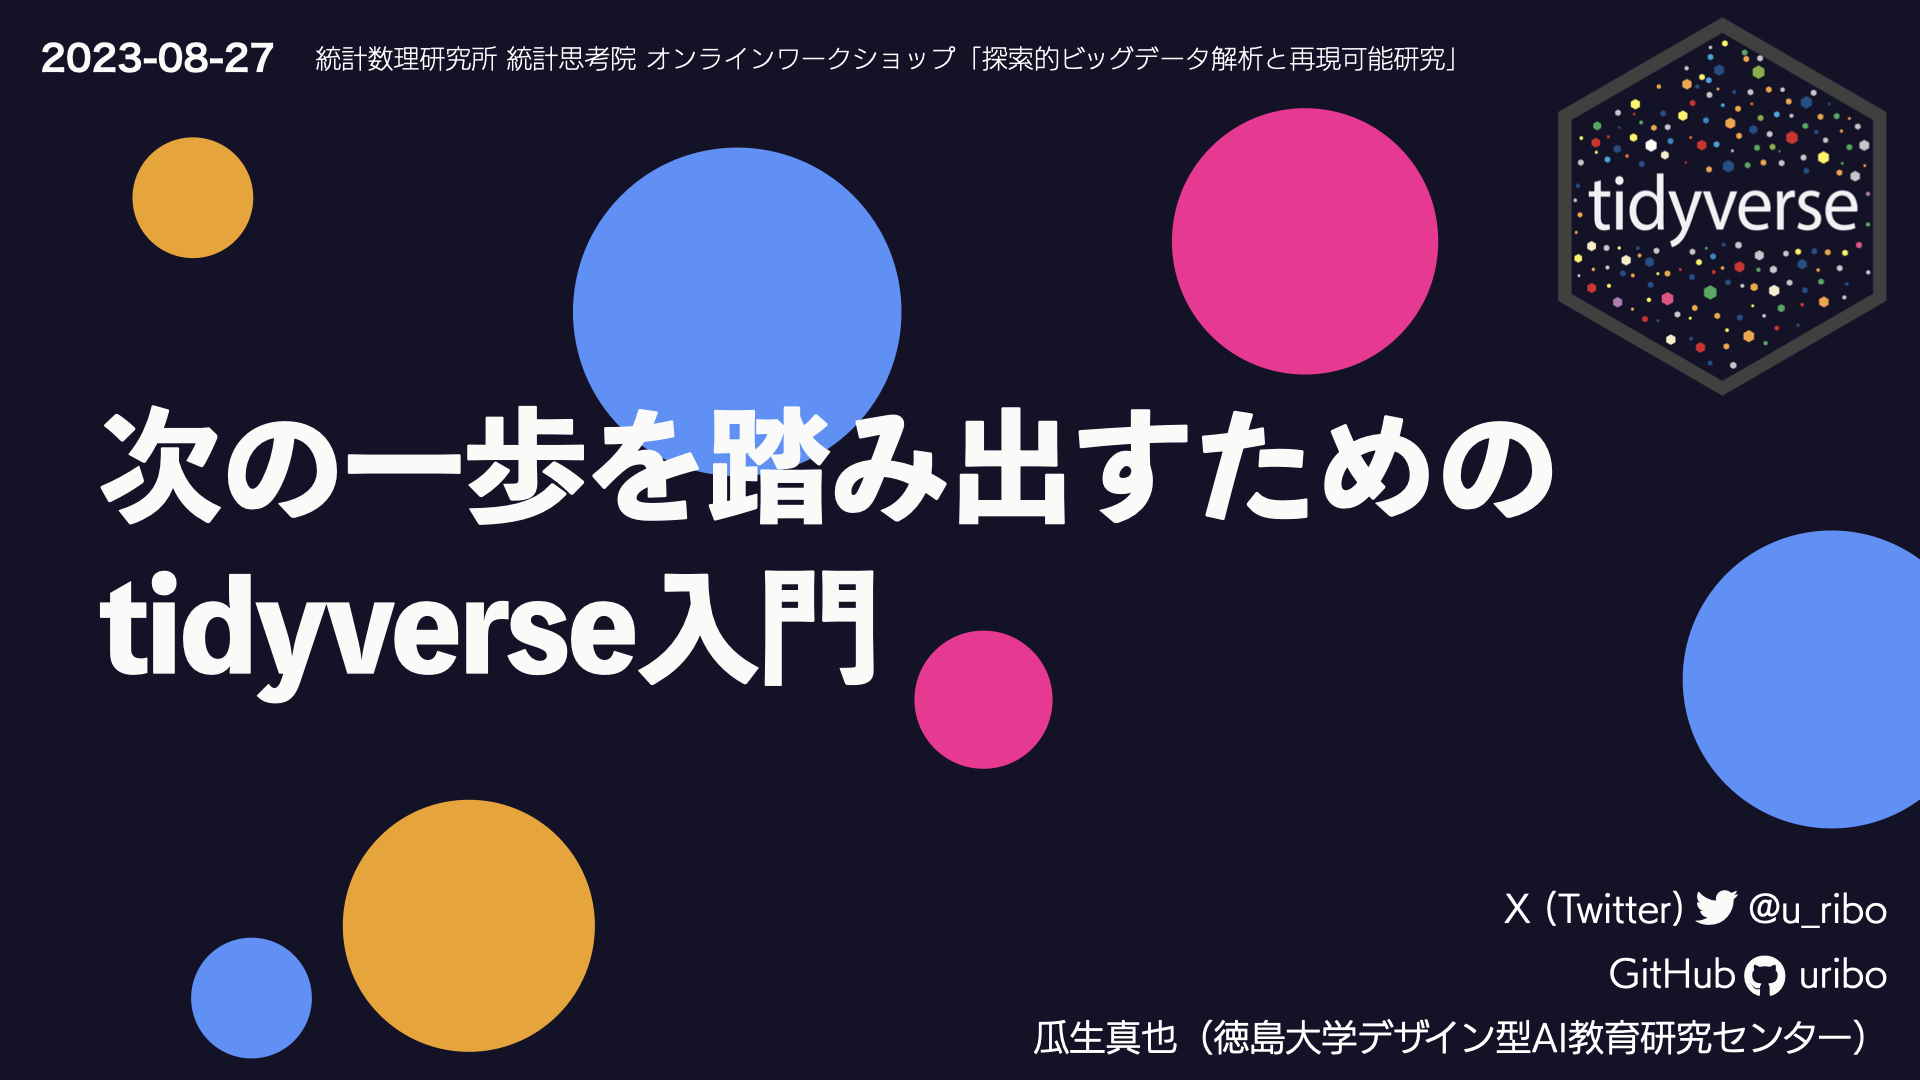 2023-08-27 統計数理研究所 統計思考院 オンラインワークショップ「探索的ビッグデータ解析と再現可能研究」
tidyverse
次の一歩を踏み出すための
tidyverse入門
X (Twitter) @u_ribo
GitHub uribo
瓜生真也（徳島大学デザイン型AI教育研究センター）